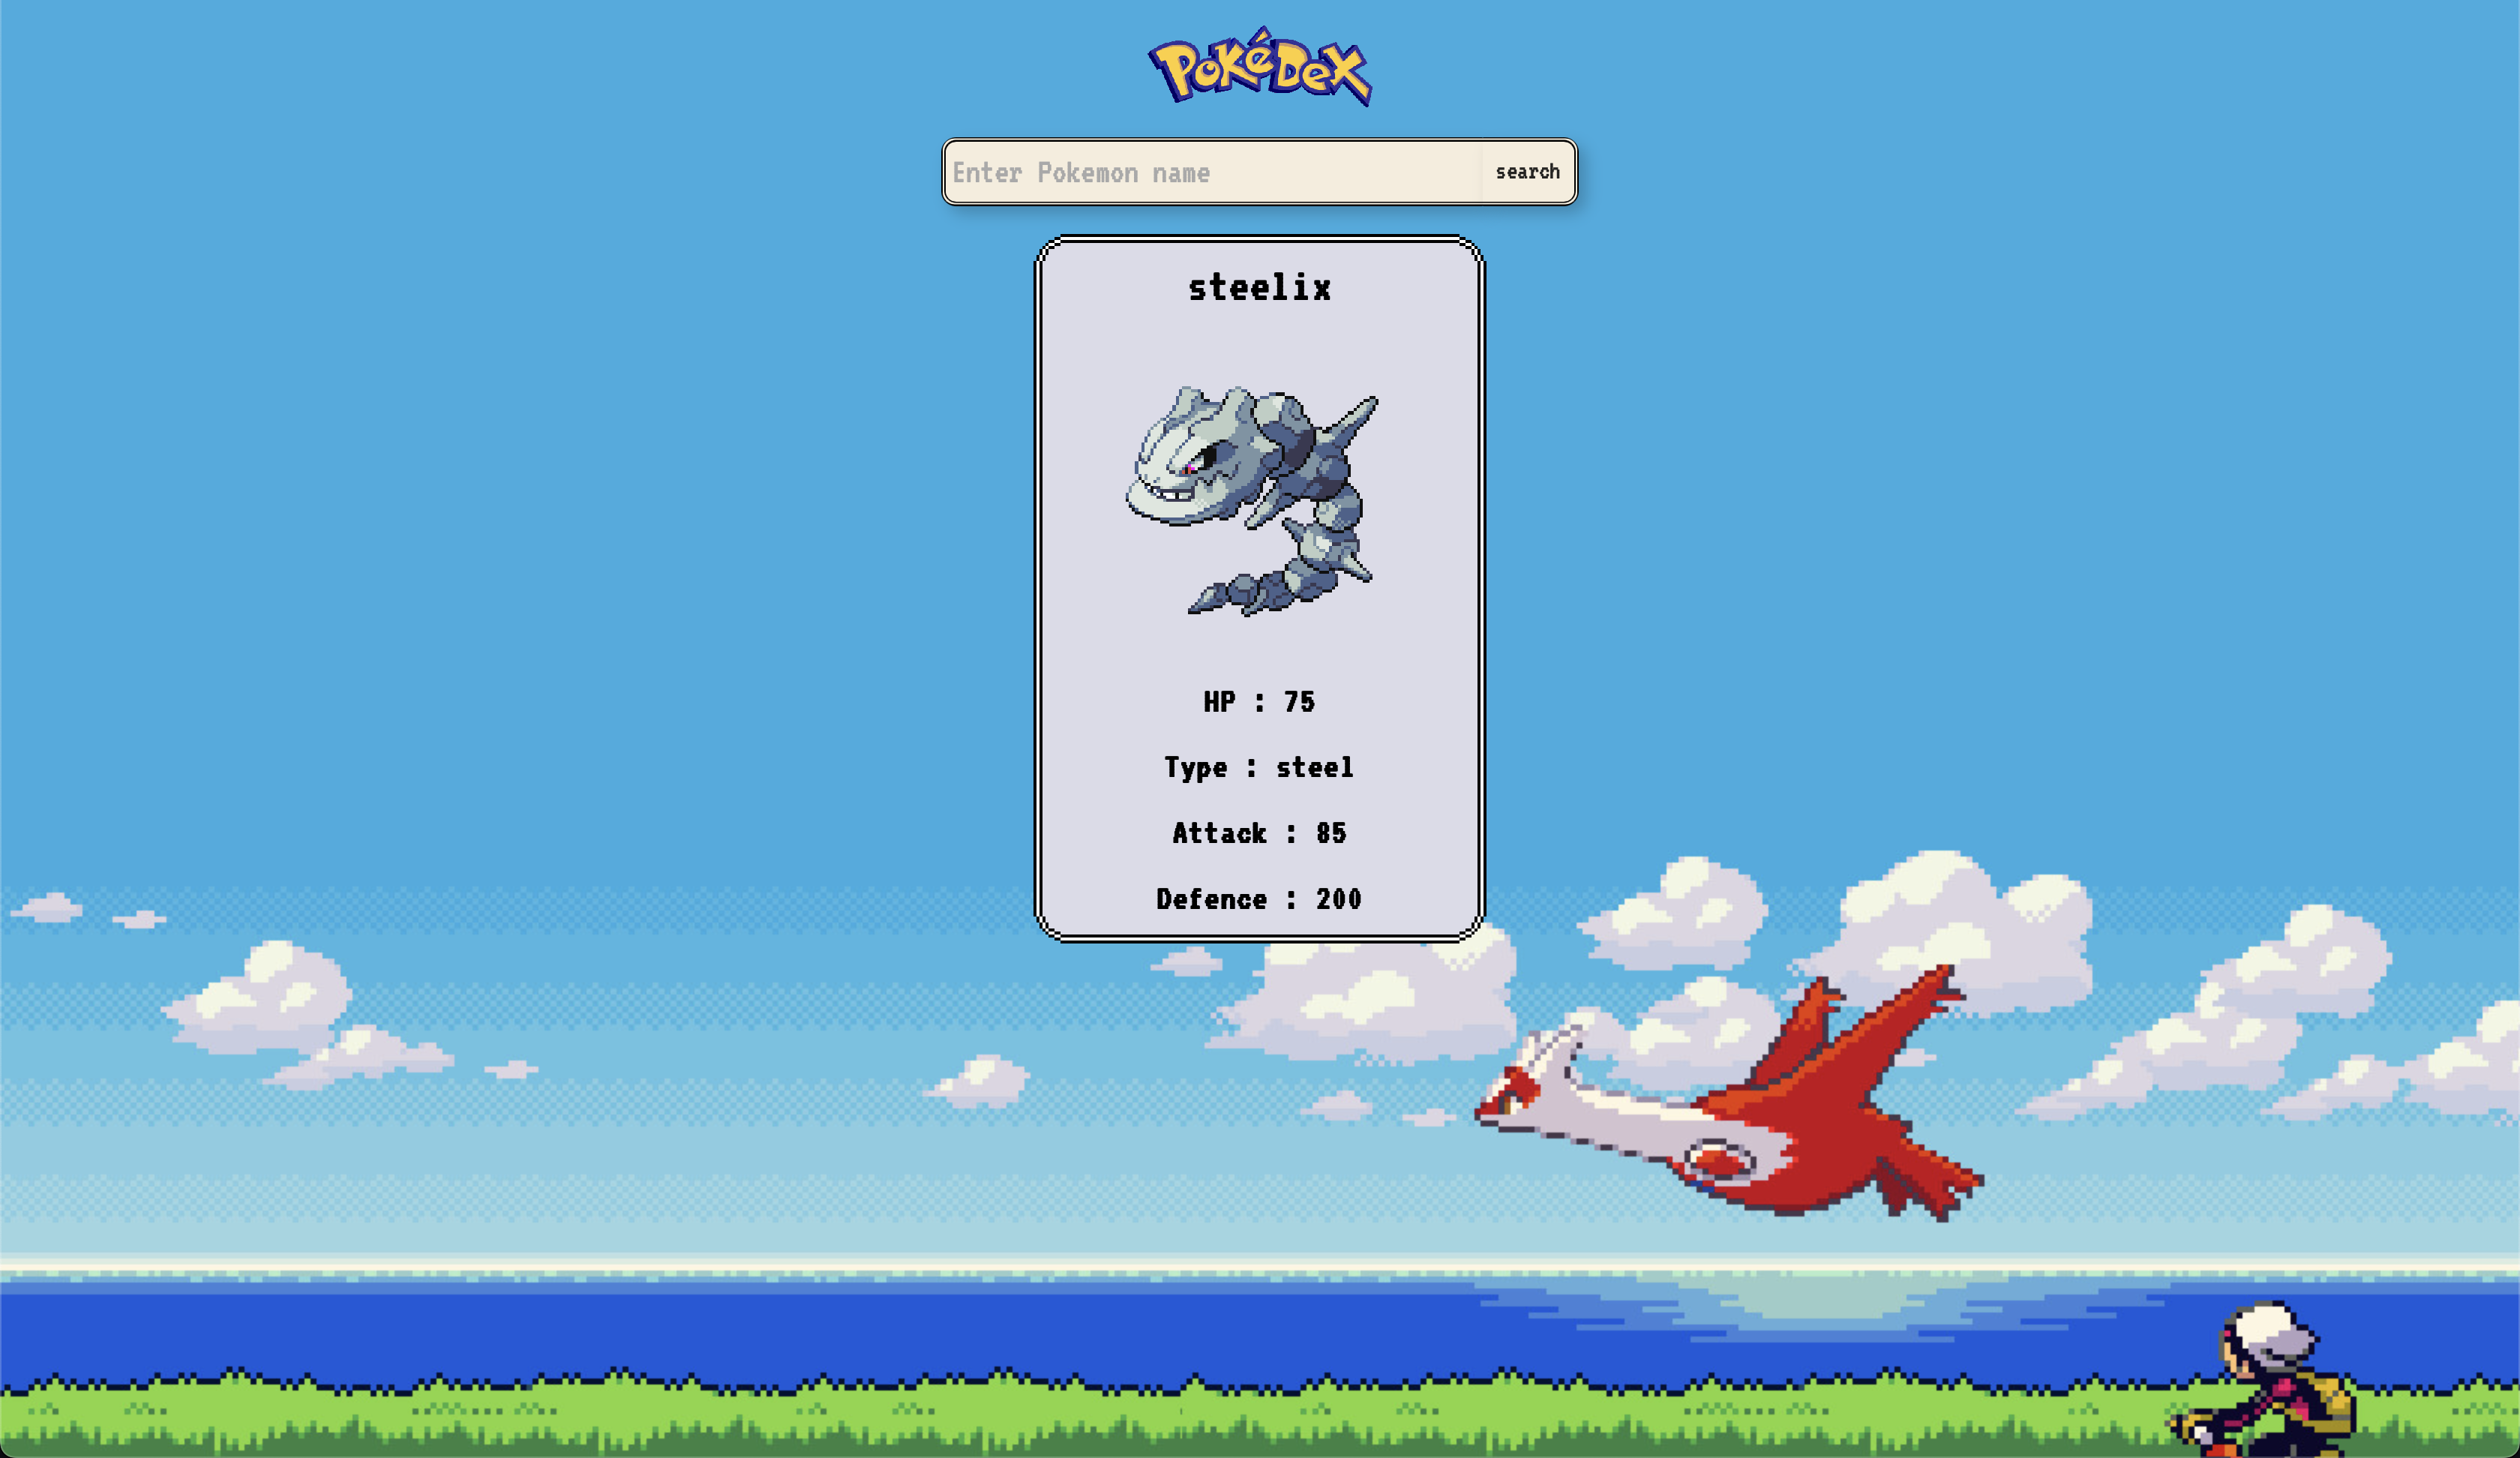 PokéDex
Enter Pokemon name
search
steelix
HP : 75
Type : steel
Attack : 85
Defence : 200